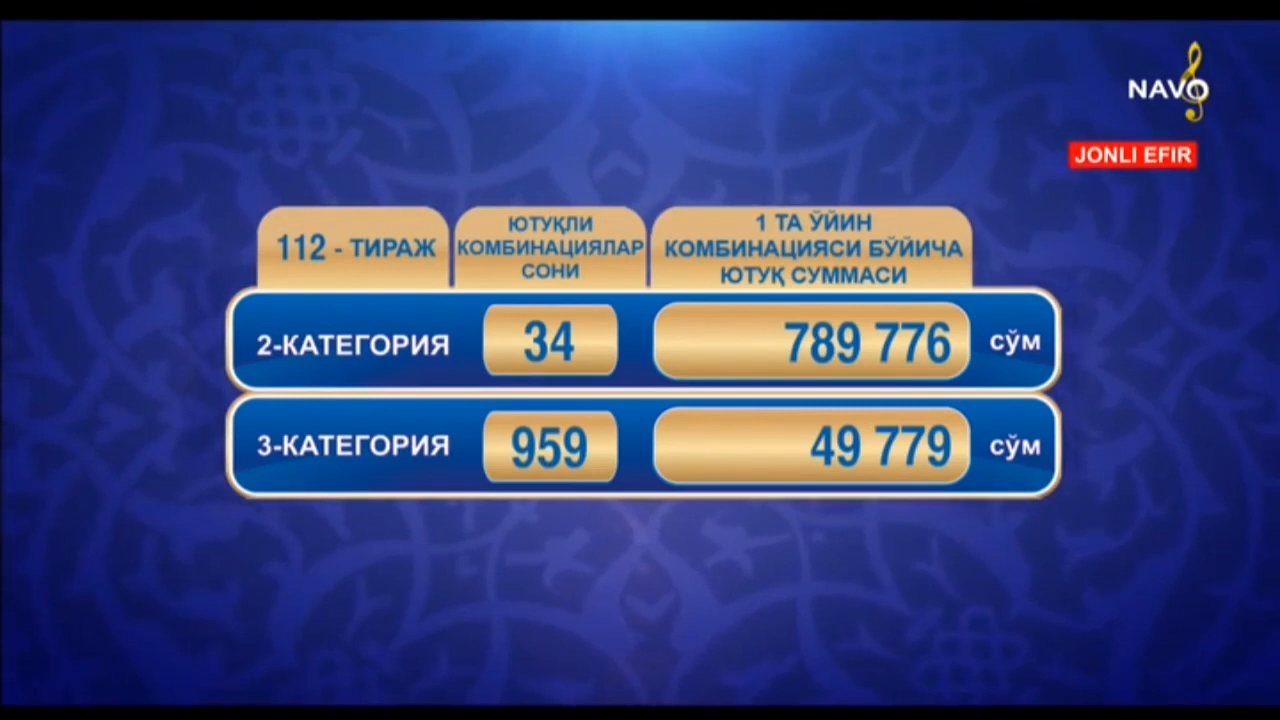 NAVO
JONLI EFIR
112 - ТИРАЖ
ЮТУҚЛИ
КОМБИНАЦИЯЛАР
СОНИ
1 ТА ЎЙИН
КОМБИНАЦИЯСИ БЎЙИЧА
ЮТУҚ СУММАСИ
2-КАТЕГОРИЯ 34 789 776 сўм
3-КАТЕГОРИЯ 959 49 779 сўм